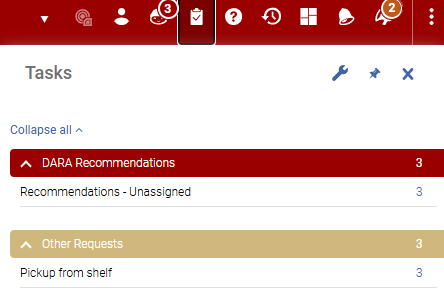 3
2
Tasks
Collapse all
DARA Recommendations 3
Recommendations - Unassigned 3
Other Requests 3
Pickup from shelf 3